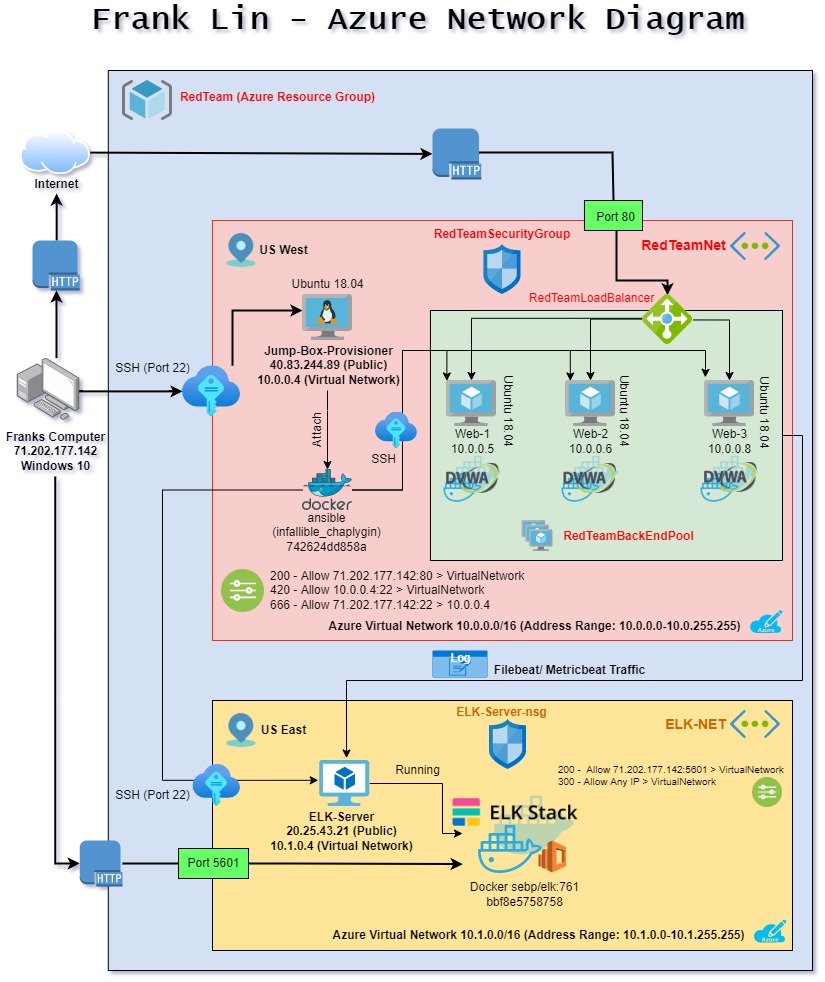 Frank Lin - Azure Network Diagram
RedTeam (Azure Resource Group)
HTTP
Internet
Port 80
RedTeamSecurityGroup
US West
RedTeamNet
HTTP
Ubuntu 18.04
RedTeamLoadBalancer
Jump-Box-Provisioner
40.83.244.89 (Public)
10.0.0.4 (Virtual Network)
SSH (Port 22)
Franks Computer
71.202.177.142
Windows 10
Attach
SSH
Ubuntu 18.04
Web-1
10.0.0.5
DVWA
Ubuntu 18.04
Web-2
10.0.0.6
DVWA
Ubuntu 18.04
Web-3
10.0.0.8
DVWA
docker
ansible
(infallible_chaplygin)
742624dd858a
RedTeamBackEndPool
200 - Allow 71.202.177.142:80 > VirtualNetwork
420 - Allow 10.0.0.4:22 > VirtualNetwork
666 - Allow 71.202.177.142:22 > 10.0.0.4
Azure Virtual Network 10.0.0.0/16 (Address Range: 10.0.0.0-10.0.255.255)
Azure
Log
Filebeat/ Metricbeat Traffic
ELK-Server-nsg
US East
ELK-NET
200 - Allow 71.202.177.142:5601 > VirtualNetwork
300 - Allow Any IP > VirtualNetwork
Running
SSH (Port 22)
ELK-Server
20.25.43.21 (Public)
10.1.0.4 (Virtual Network)
ELK Stack
Port 5601
HTTP
Docker sebp/elk:761
bbf8e5758758
Azure Virtual Network 10.1.0.0/16 (Address Range: 10.1.0.0-10.1.255.255)
Azure